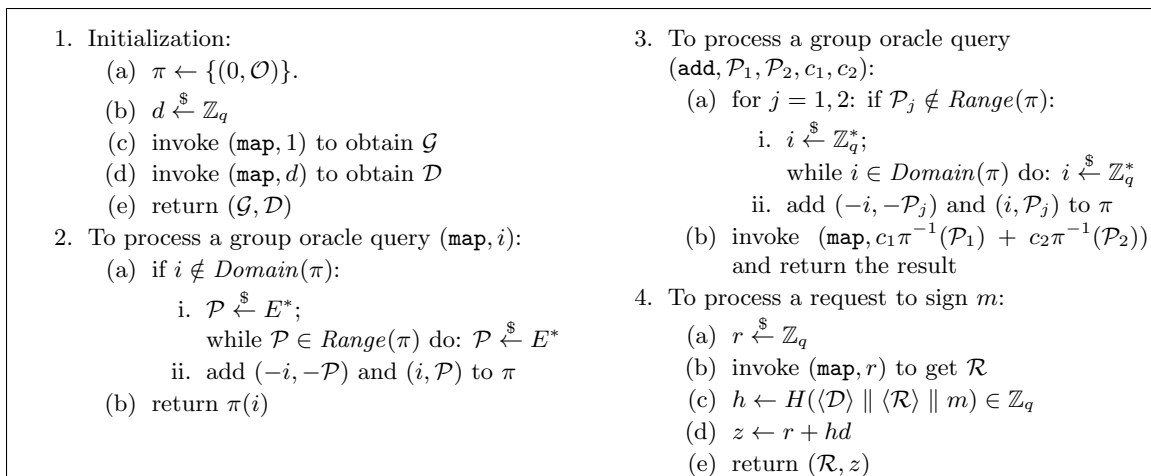 1. Initialization:
(a) π ← {(0, 𝒪)}.
(b) d ←$ ℤ_q
(c) invoke (map, 1) to obtain 𝒢
(d) invoke (map, d) to obtain 𝒟
(e) return (𝒢, 𝒟)
2. To process a group oracle query (map, i):
(a) if i ∉ Domain(π):
i. 𝒫 ←$ E*;
while 𝒫 ∈ Range(π) do: 𝒫 ←$ E*
ii. add (−i, −𝒫) and (i, 𝒫) to π
(b) return π(i)
3. To process a group oracle query
(add, 𝒫₁, 𝒫₂, c₁, c₂):
(a) for j = 1, 2: if 𝒫_j ∉ Range(π):
i. i ←$ ℤ*_q;
while i ∈ Domain(π) do: i ←$ ℤ*_q
ii. add (−i, −𝒫_j) and (i, 𝒫_j) to π
(b) invoke (map, c₁π⁻¹(𝒫₁) + c₂π⁻¹(𝒫₂))
and return the result
4. To process a request to sign m:
(a) r ←$ ℤ_q
(b) invoke (map, r) to get ℛ
(c) h ← H(⟨𝒟⟩ ∥ ⟨ℛ⟩ ∥ m) ∈ ℤ_q
(d) z ← r + hd
(e) return (ℛ, z)